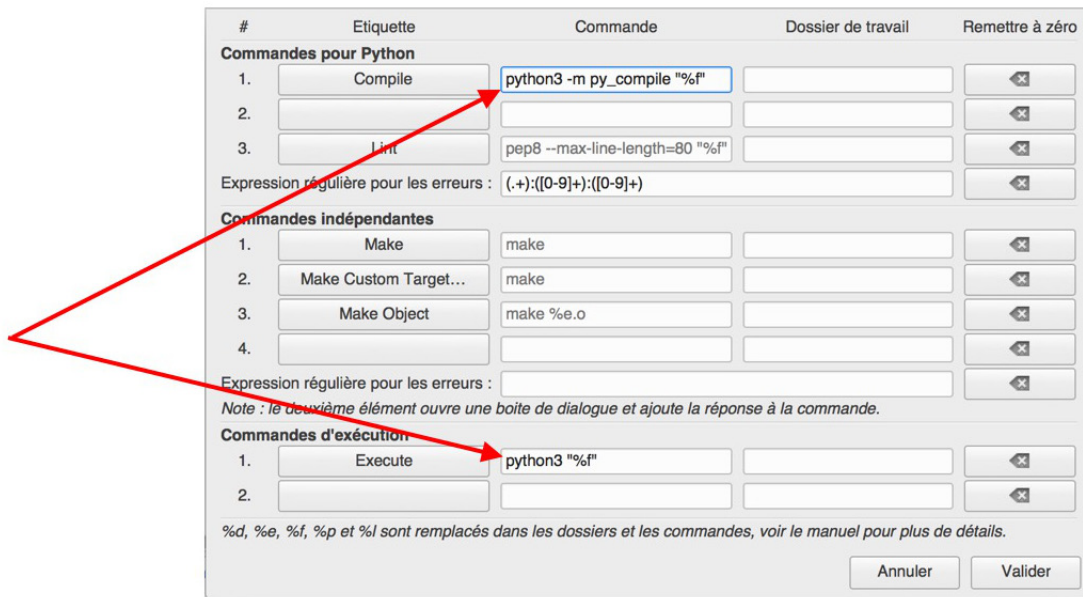 # Etiquette Commande Dossier de travail Remettre à zéro
Commandes pour Python
1. Compile python3 -m py_compile "%f"
2.
3. Lint pep8 --max-line-length=80 "%f"
Expression régulière pour les erreurs : (.+):([0-9]+):([0-9]+)
Commandes indépendantes
1. Make make
2. Make Custom Target... make
3. Make Object make %e.o
4.
Expression régulière pour les erreurs :
Note : le deuxième élément ouvre une boite de dialogue et ajoute la réponse à la commande.
Commandes d'exécution
1. Execute python3 "%f"
2.
%d, %e, %f, %p et %l sont remplacés dans les dossiers et les commandes, voir le manuel pour plus de détails.
Annuler Valider